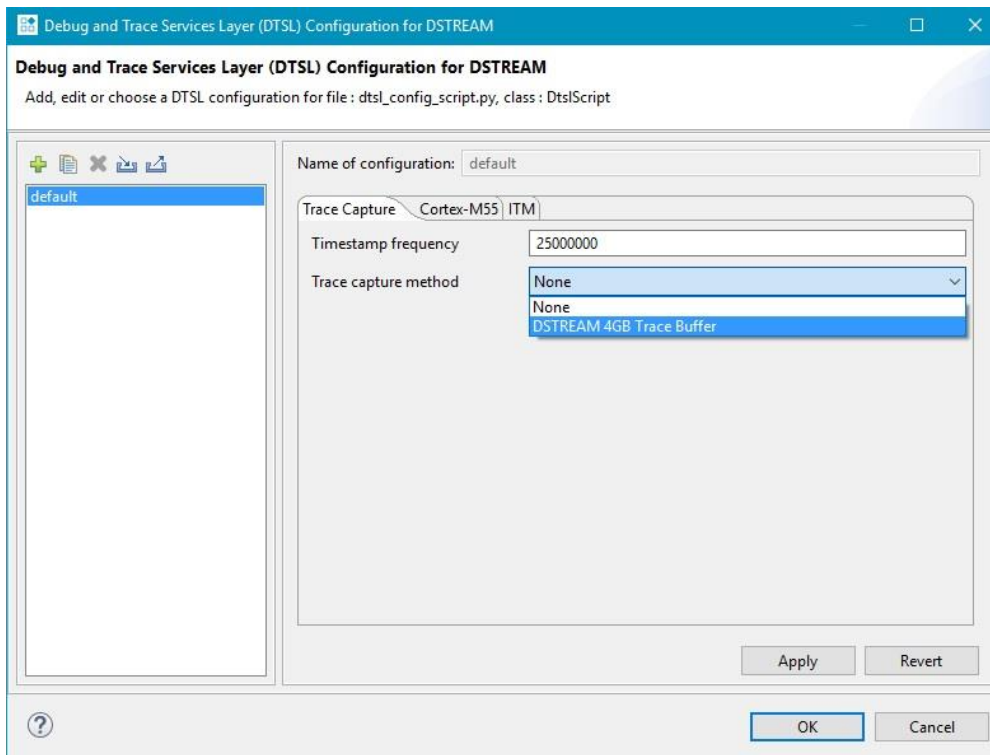 Debug and Trace Services Layer (DTSL) Configuration for DSTREAM
Debug and Trace Services Layer (DTSL) Configuration for DSTREAM
Add, edit or choose a DTSL configuration for file : dtsl_config_script.py, class : DtslScript
default
Name of configuration: default
Trace Capture Cortex-M55 ITM
Timestamp frequency 25000000
Trace capture method None
None
DSTREAM 4GB Trace Buffer
Apply Revert
? OK Cancel